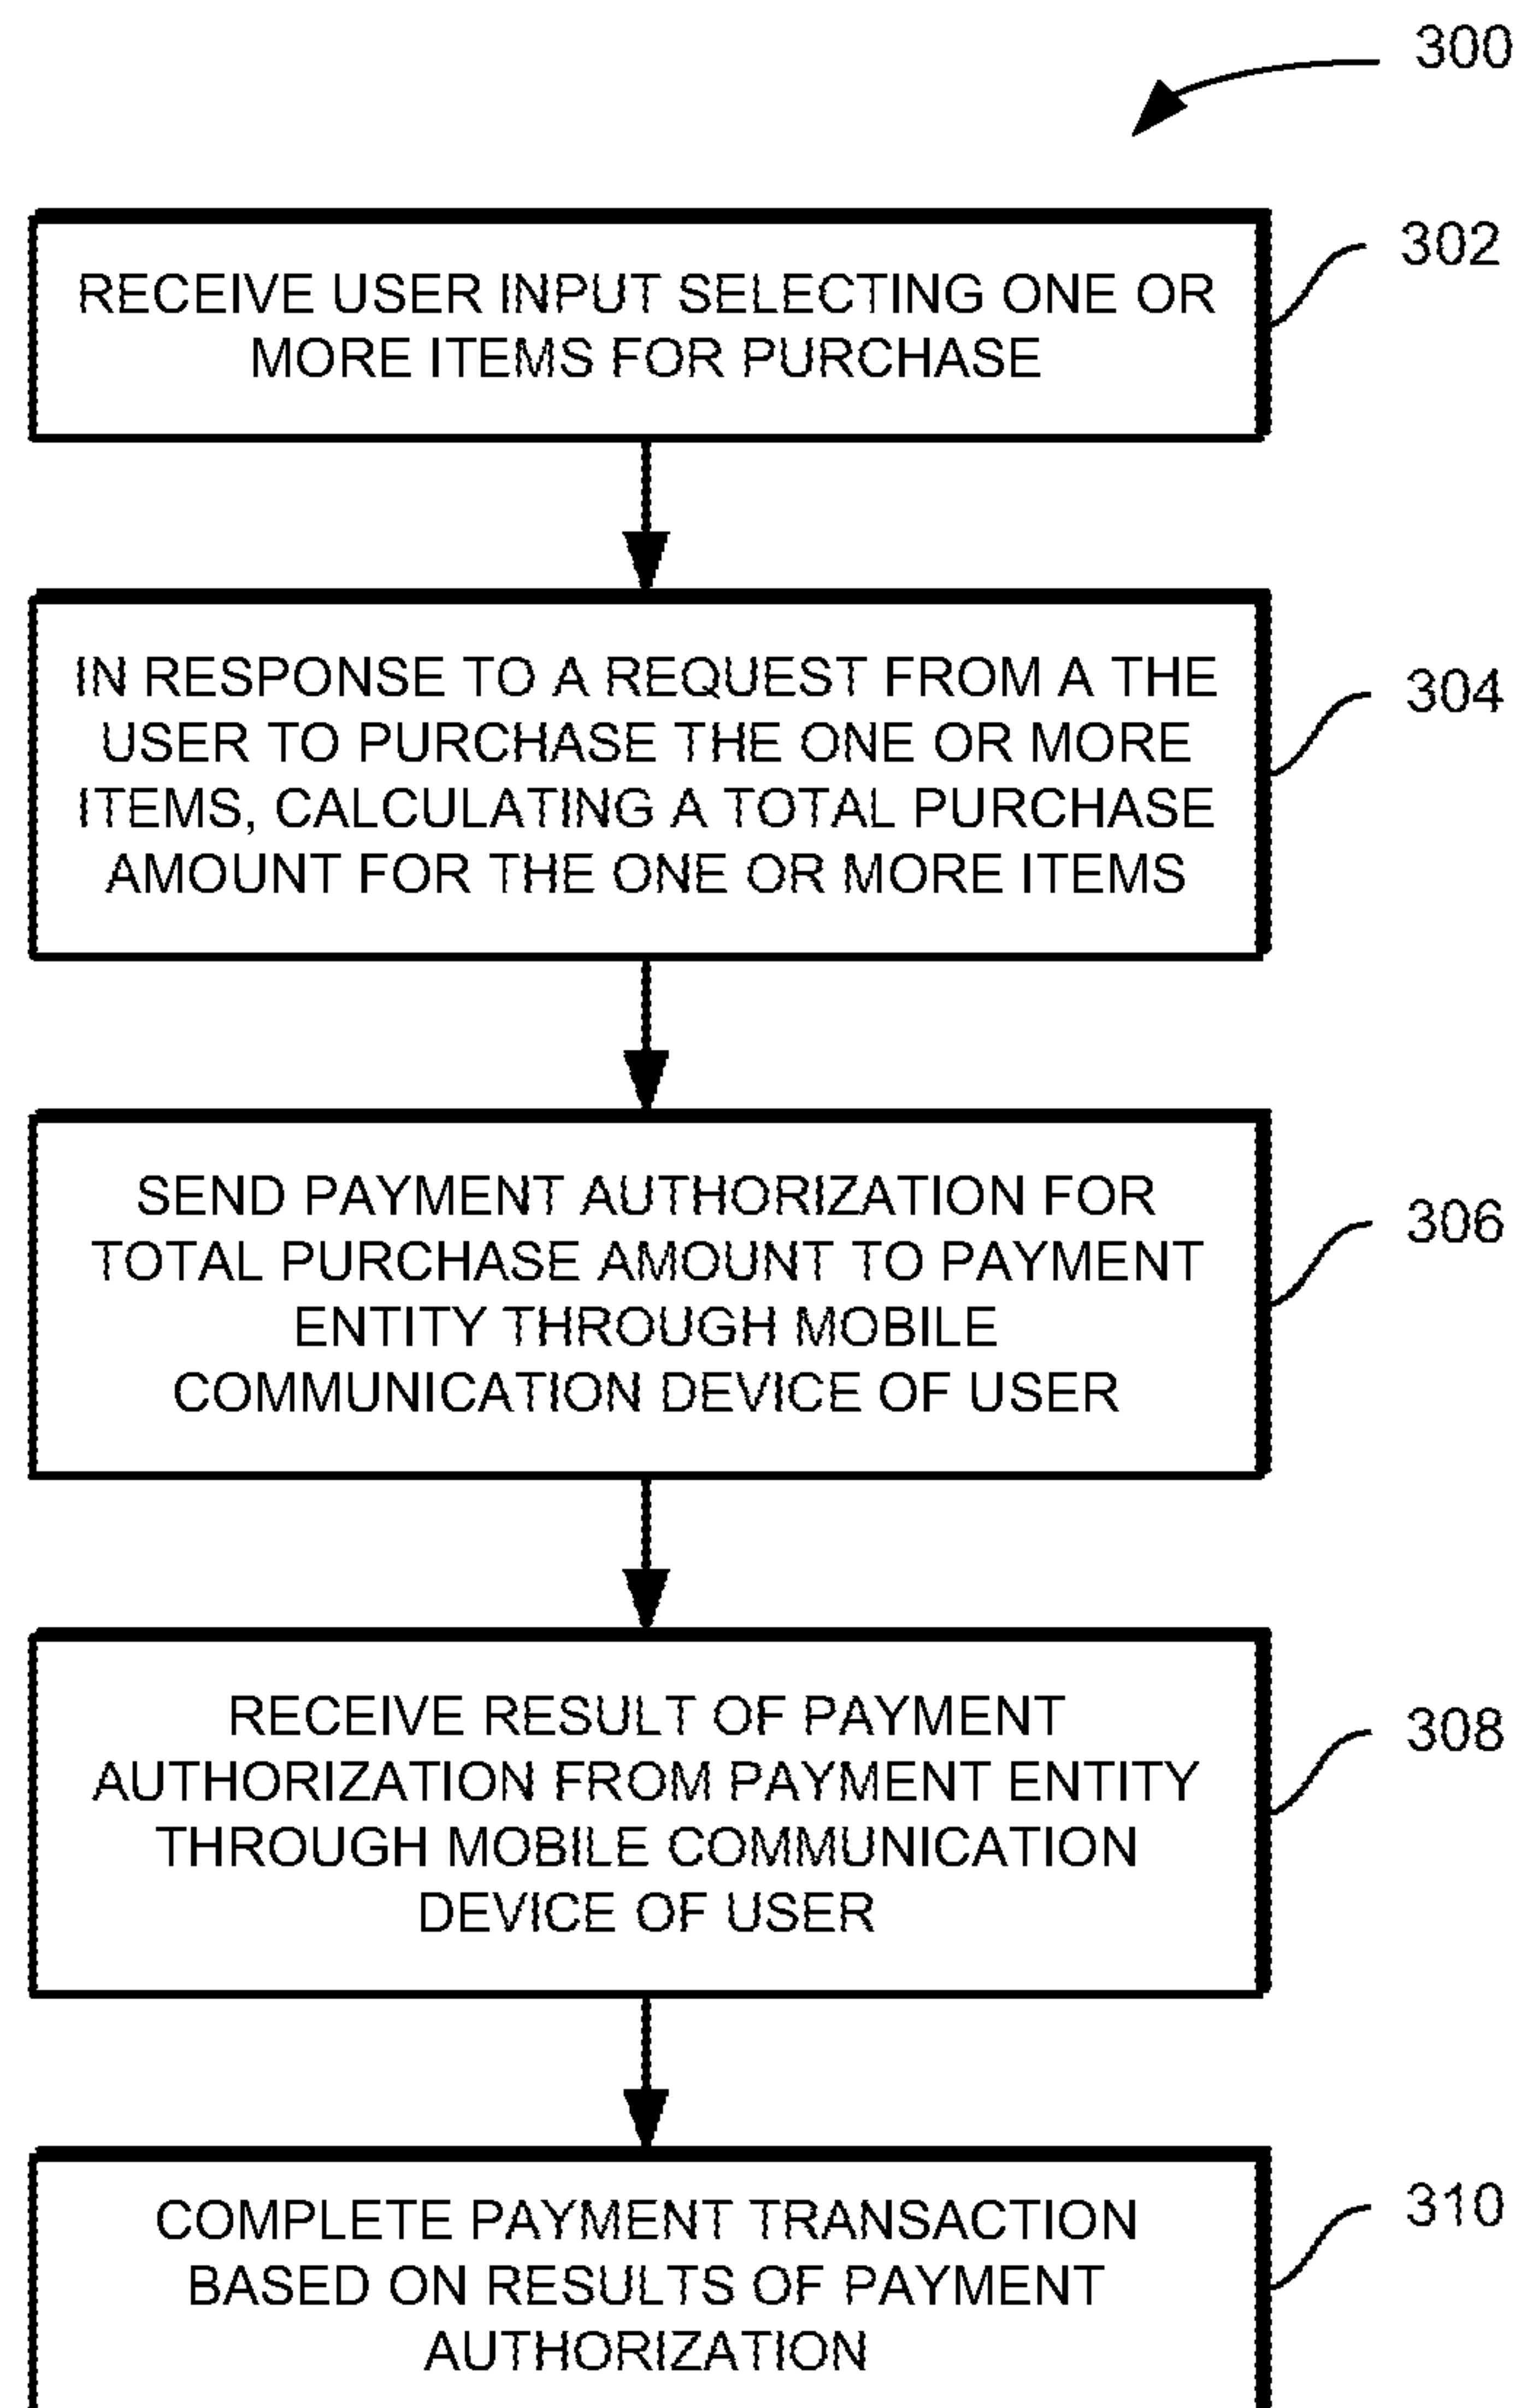 300
302
RECEIVE USER INPUT SELECTING ONE OR
MORE ITEMS FOR PURCHASE
304
IN RESPONSE TO A REQUEST FROM A THE
USER TO PURCHASE THE ONE OR MORE
ITEMS, CALCULATING A TOTAL PURCHASE
AMOUNT FOR THE ONE OR MORE ITEMS
306
SEND PAYMENT AUTHORIZATION FOR
TOTAL PURCHASE AMOUNT TO PAYMENT
ENTITY THROUGH MOBILE
COMMUNICATION DEVICE OF USER
308
RECEIVE RESULT OF PAYMENT
AUTHORIZATION FROM PAYMENT ENTITY
THROUGH MOBILE COMMUNICATION
DEVICE OF USER
310
COMPLETE PAYMENT TRANSACTION
BASED ON RESULTS OF PAYMENT
AUTHORIZATION